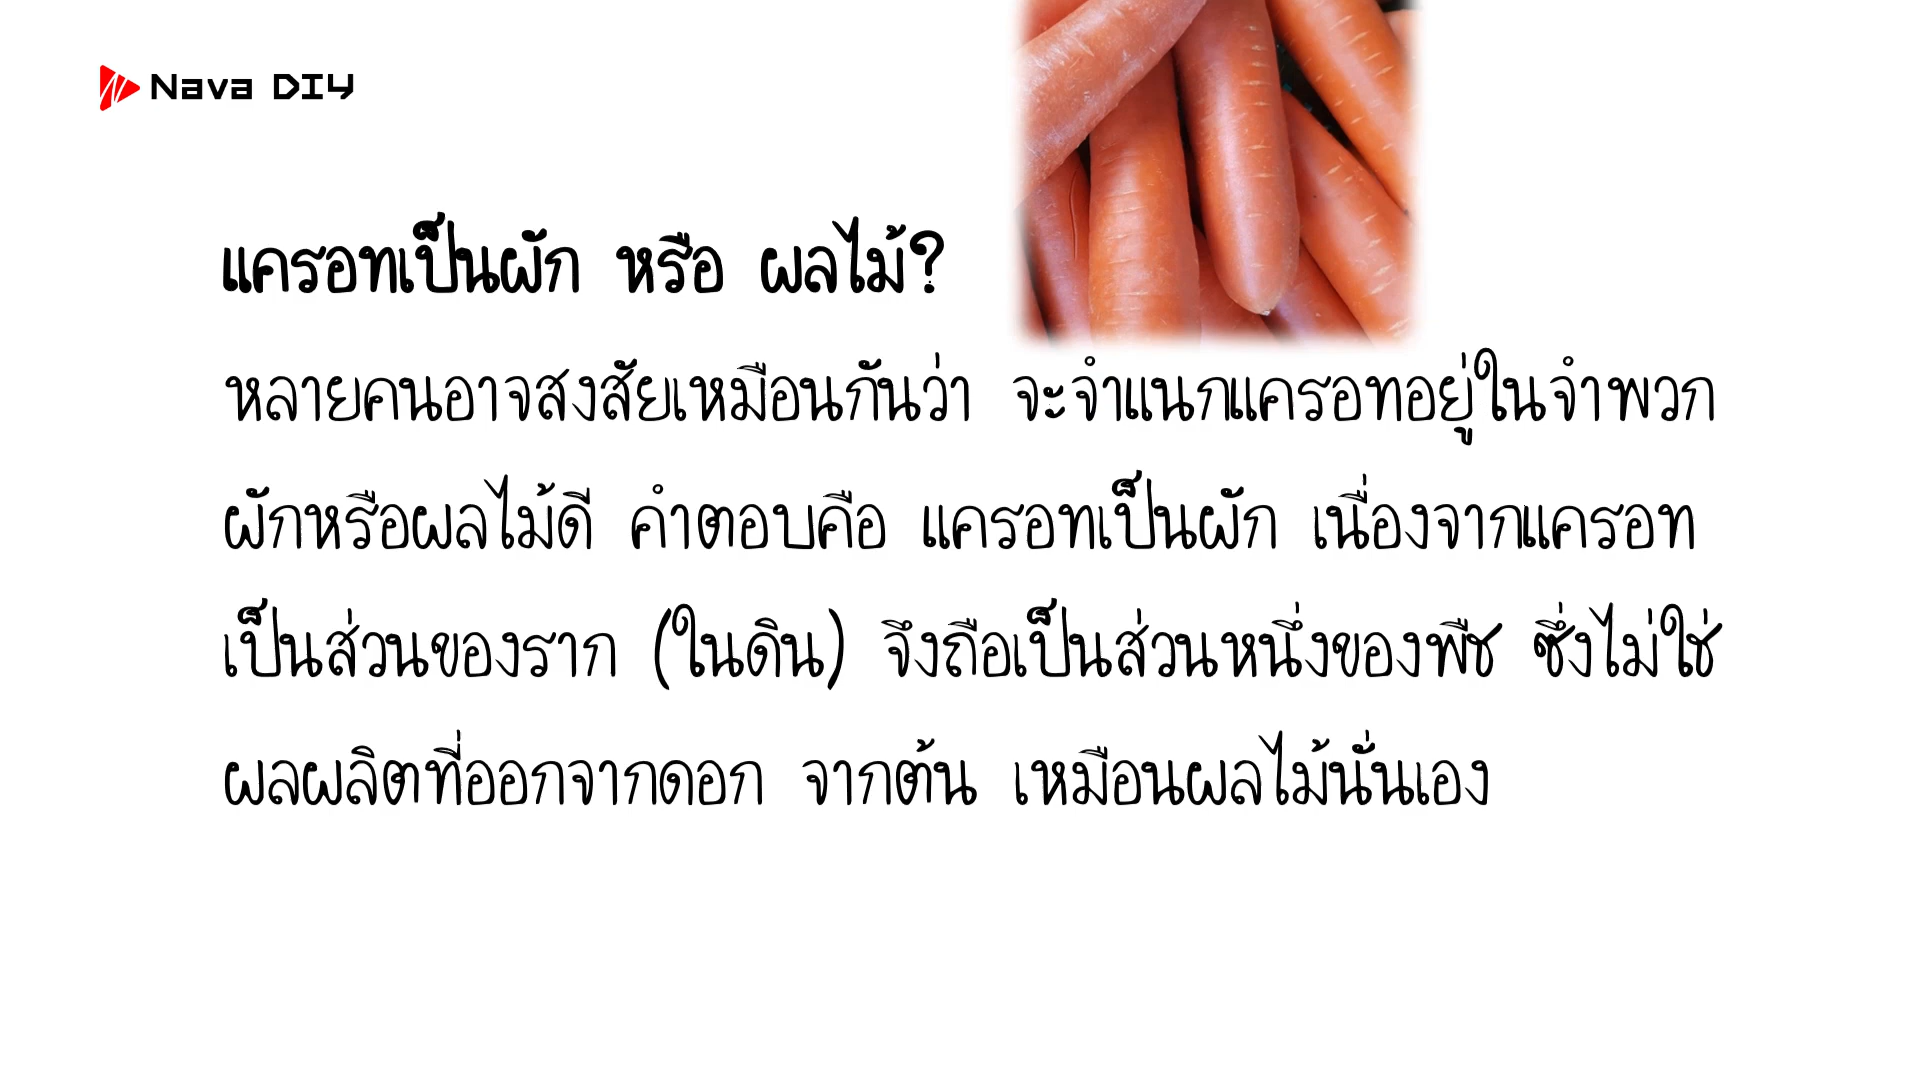 Nava DIY
แครอทเป็นผัก หรือ ผลไม้?
หลายคนอาจสงสัยเหมือนกันว่า จะจำแนกแครอทอยู่ในจำพวก
ผักหรือผลไม้ดี คำตอบคือ แครอทเป็นผัก เนื่องจากแครอท
เป็นส่วนของราก (ในดิน) จึงถือเป็นส่วนหนึ่งของพืช ซึ่งไม่ใช่
ผลผลิตที่ออกจากดอก จากต้น เหมือนผลไม้นั่นเอง